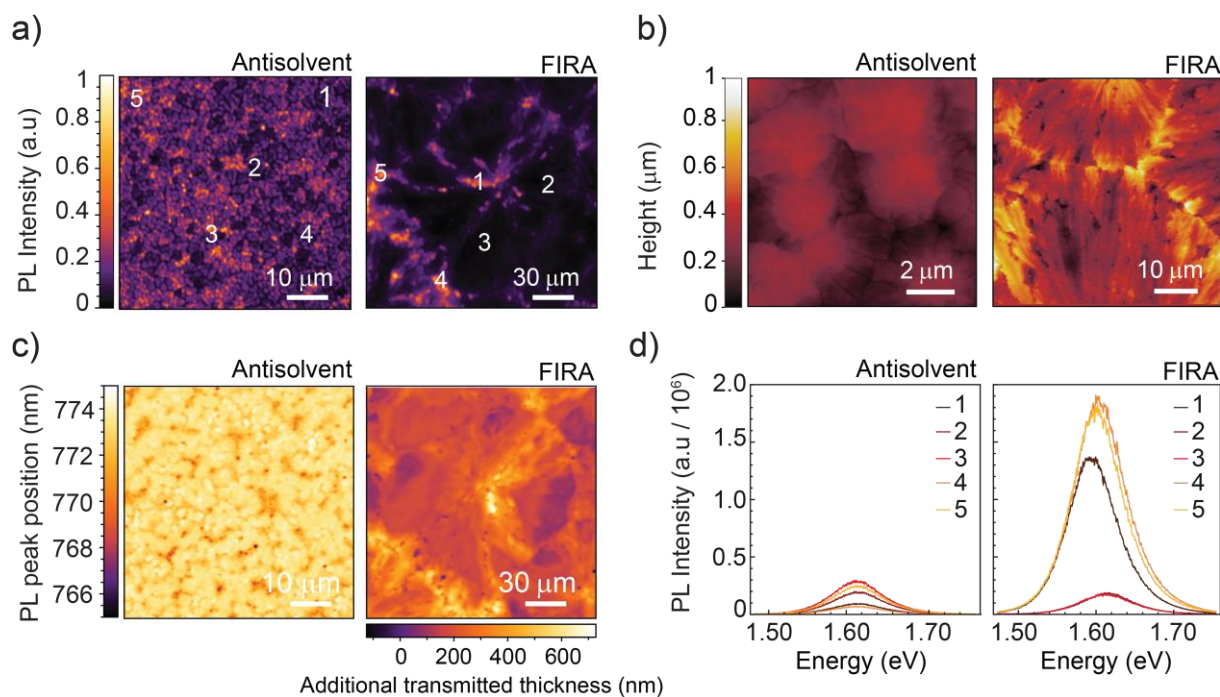 a)
Antisolvent
FIRA
PL Intensity (a.u)
1
0.8
0.6
0.4
0.2
0
5
1
2
3
4
10 μm
5
1
2
3
4
30 μm
b)
Antisolvent
FIRA
Height (μm)
1
0.8
0.6
0.4
0.2
0
2 μm
10 μm
c)
Antisolvent
FIRA
PL peak position (nm)
774
772
770
768
766
10 μm
30 μm
0 200 400 600
Additional transmitted thickness (nm)
d)
Antisolvent
FIRA
PL Intensity (a.u / 10⁶)
2.0
1.5
1.0
0.5
0
1
2
3
4
5
1
2
3
4
5
1.50 1.60 1.70
1.50 1.60 1.70
Energy (eV)
Energy (eV)